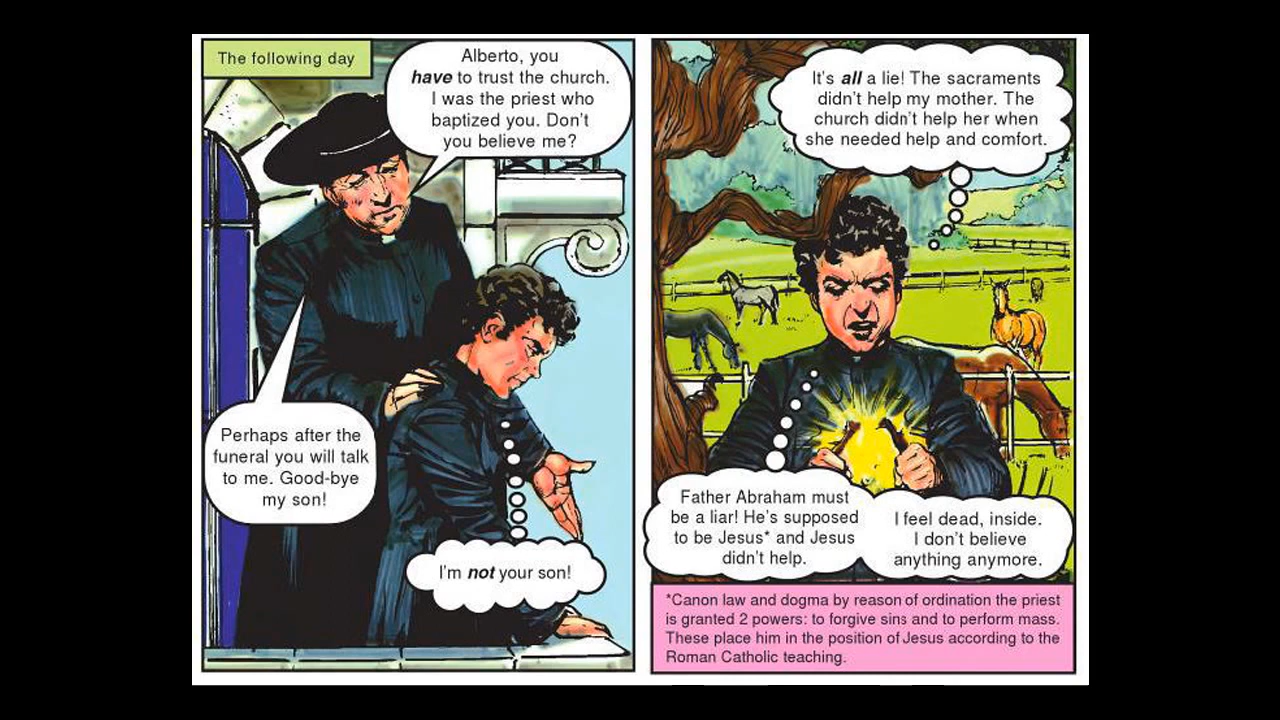 The following day
Alberto, you
have to trust the church.
I was the priest who
baptized you. Don't
you believe me?
Perhaps after the
funeral you will talk
to me. Good-bye
my son!
I'm not your son!
It's all a lie! The sacraments
didn't help my mother. The
church didn't help her when
she needed help and comfort.
Father Abraham must
be a liar! He's supposed
to be Jesus* and Jesus
didn't help.
I feel dead, inside.
I don't believe
anything anymore.
*Canon law and dogma by reason of ordination the priest
is granted 2 powers: to forgive sins and to perform mass.
These place him in the position of Jesus according to the
Roman Catholic teaching.